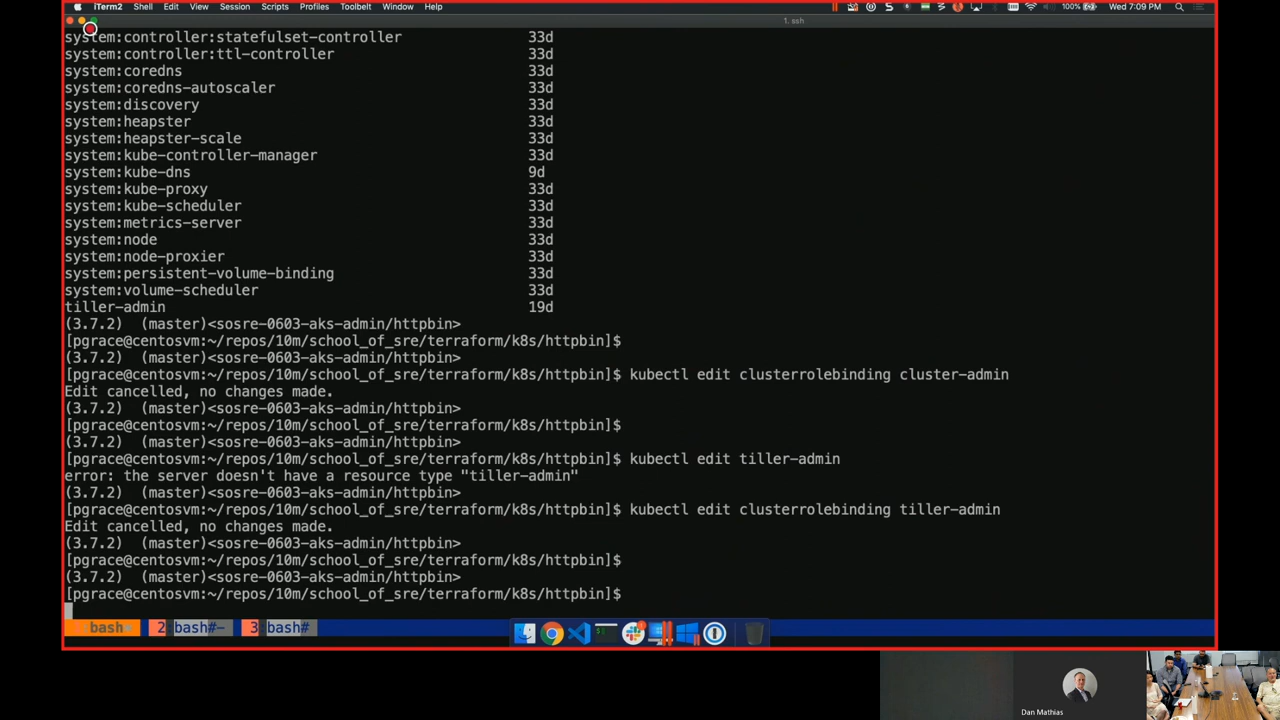 iTerm2 Shell Edit View Session Scripts Profiles Toolbelt Window Help 100% Wed 7:09 PM
1. ssh
system:controller:statefulset-controller 33d
system:controller:ttl-controller 33d
system:coredns 33d
system:coredns-autoscaler 33d
system:discovery 33d
system:heapster 33d
system:heapster-scale 33d
system:kube-controller-manager 33d
system:kube-dns 9d
system:kube-proxy 33d
system:kube-scheduler 33d
system:metrics-server 33d
system:node 33d
system:node-proxier 33d
system:persistent-volume-binding 33d
system:volume-scheduler 33d
tiller-admin 19d
(3.7.2) (master)<sosre-0603-aks-admin/httpbin>
[pgrace@centosvm:~/repos/10m/school_of_sre/terraform/k8s/httpbin]$
(3.7.2) (master)<sosre-0603-aks-admin/httpbin>
[pgrace@centosvm:~/repos/10m/school_of_sre/terraform/k8s/httpbin]$ kubectl edit clusterrolebinding cluster-admin
Edit cancelled, no changes made.
(3.7.2) (master)<sosre-0603-aks-admin/httpbin>
[pgrace@centosvm:~/repos/10m/school_of_sre/terraform/k8s/httpbin]$
(3.7.2) (master)<sosre-0603-aks-admin/httpbin>
[pgrace@centosvm:~/repos/10m/school_of_sre/terraform/k8s/httpbin]$ kubectl edit tiller-admin
error: the server doesn't have a resource type "tiller-admin"
(3.7.2) (master)<sosre-0603-aks-admin/httpbin>
[pgrace@centosvm:~/repos/10m/school_of_sre/terraform/k8s/httpbin]$ kubectl edit clusterrolebinding tiller-admin
Edit cancelled, no changes made.
(3.7.2) (master)<sosre-0603-aks-admin/httpbin>
[pgrace@centosvm:~/repos/10m/school_of_sre/terraform/k8s/httpbin]$
(3.7.2) (master)<sosre-0603-aks-admin/httpbin>
[pgrace@centosvm:~/repos/10m/school_of_sre/terraform/k8s/httpbin]$
bash 2 bash#- 3 bash#
Dan Mathias